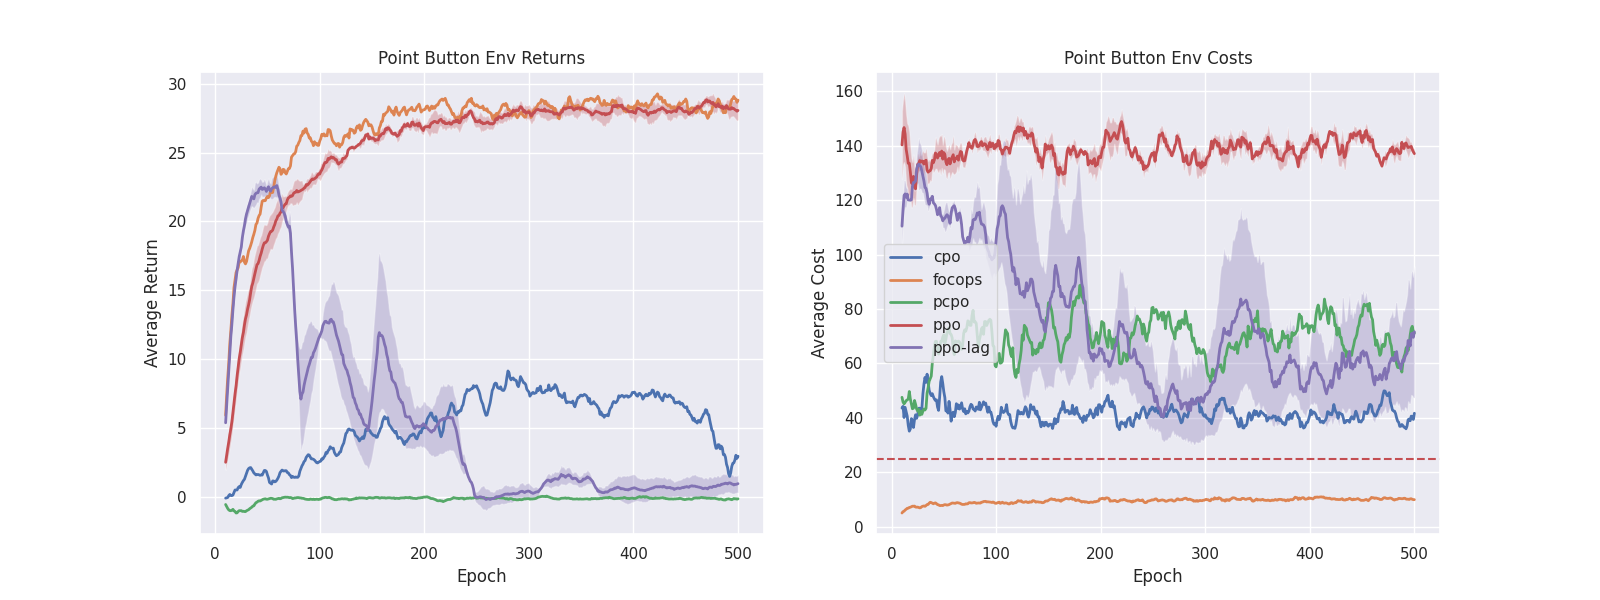 Point Button Env Returns
30
25
20
15
10
5
0
Average Return
0 100 200 300 400 500
Epoch
Point Button Env Costs
160
140
120
100
80
60
40
20
0
Average Cost
cpo
focops
pcpo
ppo
ppo-lag
0 100 200 300 400 500
Epoch